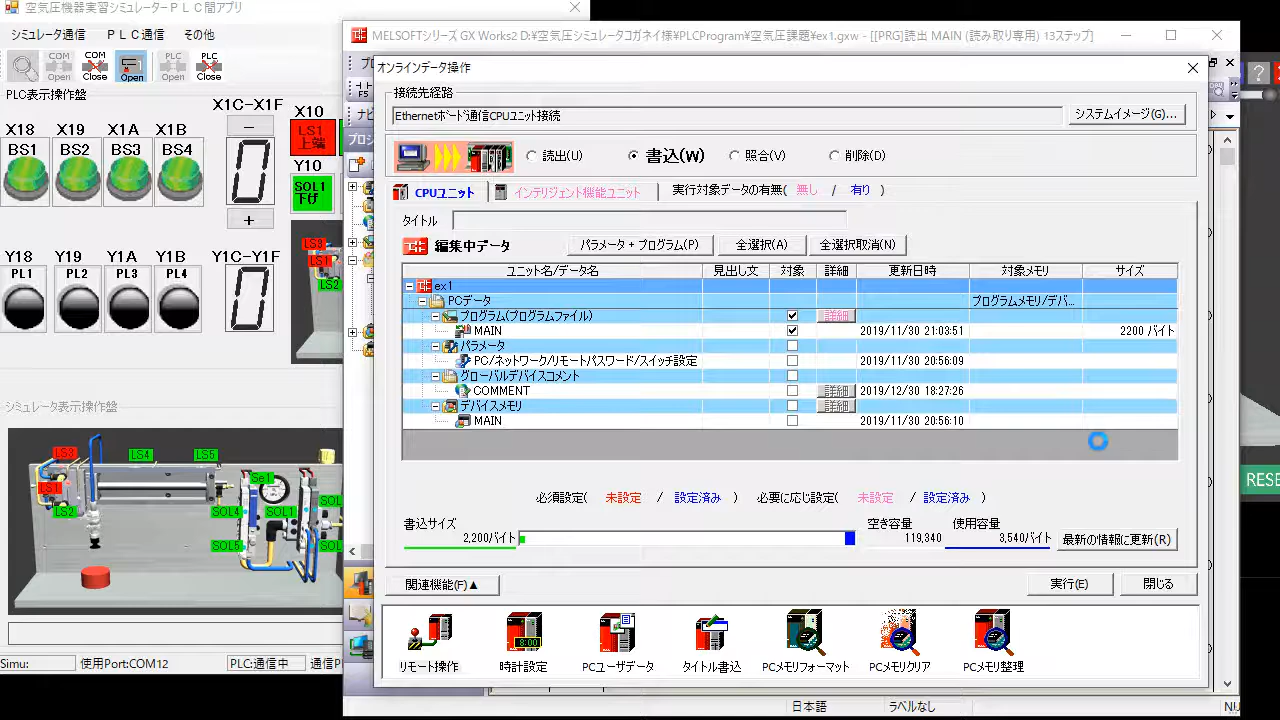 空気圧機器実習シミュレーターＰＬＣ間アプリ
シミュレータ通信 ＰＬＣ通信 その他
COM Open COM Close Open PLC Open PLC Close
PLC表示操作盤
X1C-X1F
X10
X18 X19 X1A X1B
LS1 上端
BS1 BS2 BS3 BS4
Y10
SOL1 下げ
Y18 Y19 Y1A Y1B Y1C-Y1F
PL1 PL2 PL3 PL4
LS3
LS1
LS2
シミュレータ表示操作盤
LS3 LS4 LS5
LS1 Se1
LS2 SOL4 SOL1
Simu: 使用Port:COM12 PLC:通信中
MELSOFTシリーズ GX Works2 D:¥空気圧シミュレータコガネイ様¥PLCProgram¥空気圧課題¥ex1.gxw - [[PRG]読出 MAIN (読み取り専用) 13ステップ]
オンラインデータ操作
接続先経路
Ethernetボード通信CPUユニット接続 システムイメージ(G)...
読出(U) 書込(W) 照合(V) 削除(D)
CPUユニット インテリジェント機能ユニット 実行対象データの有無( 無し / 有り )
タイトル
編集中データ パラメータ + プログラム(P) 全選択(A) 全選択取消(N)
ユニット名/データ名 見出し文 対象 詳細 更新日時 対象メモリ サイズ
ex1
PCデータ プログラムメモリ/デバ...
プログラム(プログラムファイル) 詳細
MAIN 2019/11/30 21:03:51 2200 バイト
パラメータ
PC/ネットワーク/リモートパスワード/スイッチ設定 2019/11/30 20:56:09
グローバルデバイスコメント
COMMENT 詳細 2019/12/30 18:27:26
デバイスメモリ 詳細
MAIN 2019/11/30 20:56:10
必須設定( 未設定 / 設定済み ) 必要に応じ設定( 未設定 / 設定済み )
書込サイズ 空き容量 使用容量
2,200バイト 119,340 3,540バイト 最新の情報に更新(R)
関連機能(F)▲ 実行(E) 閉じる
8:00
リモート操作 時計設定 PCユーザデータ タイトル書込 PCメモリフォーマット PCメモリクリア PCメモリ整理
日本語 ラベルなし
RESE